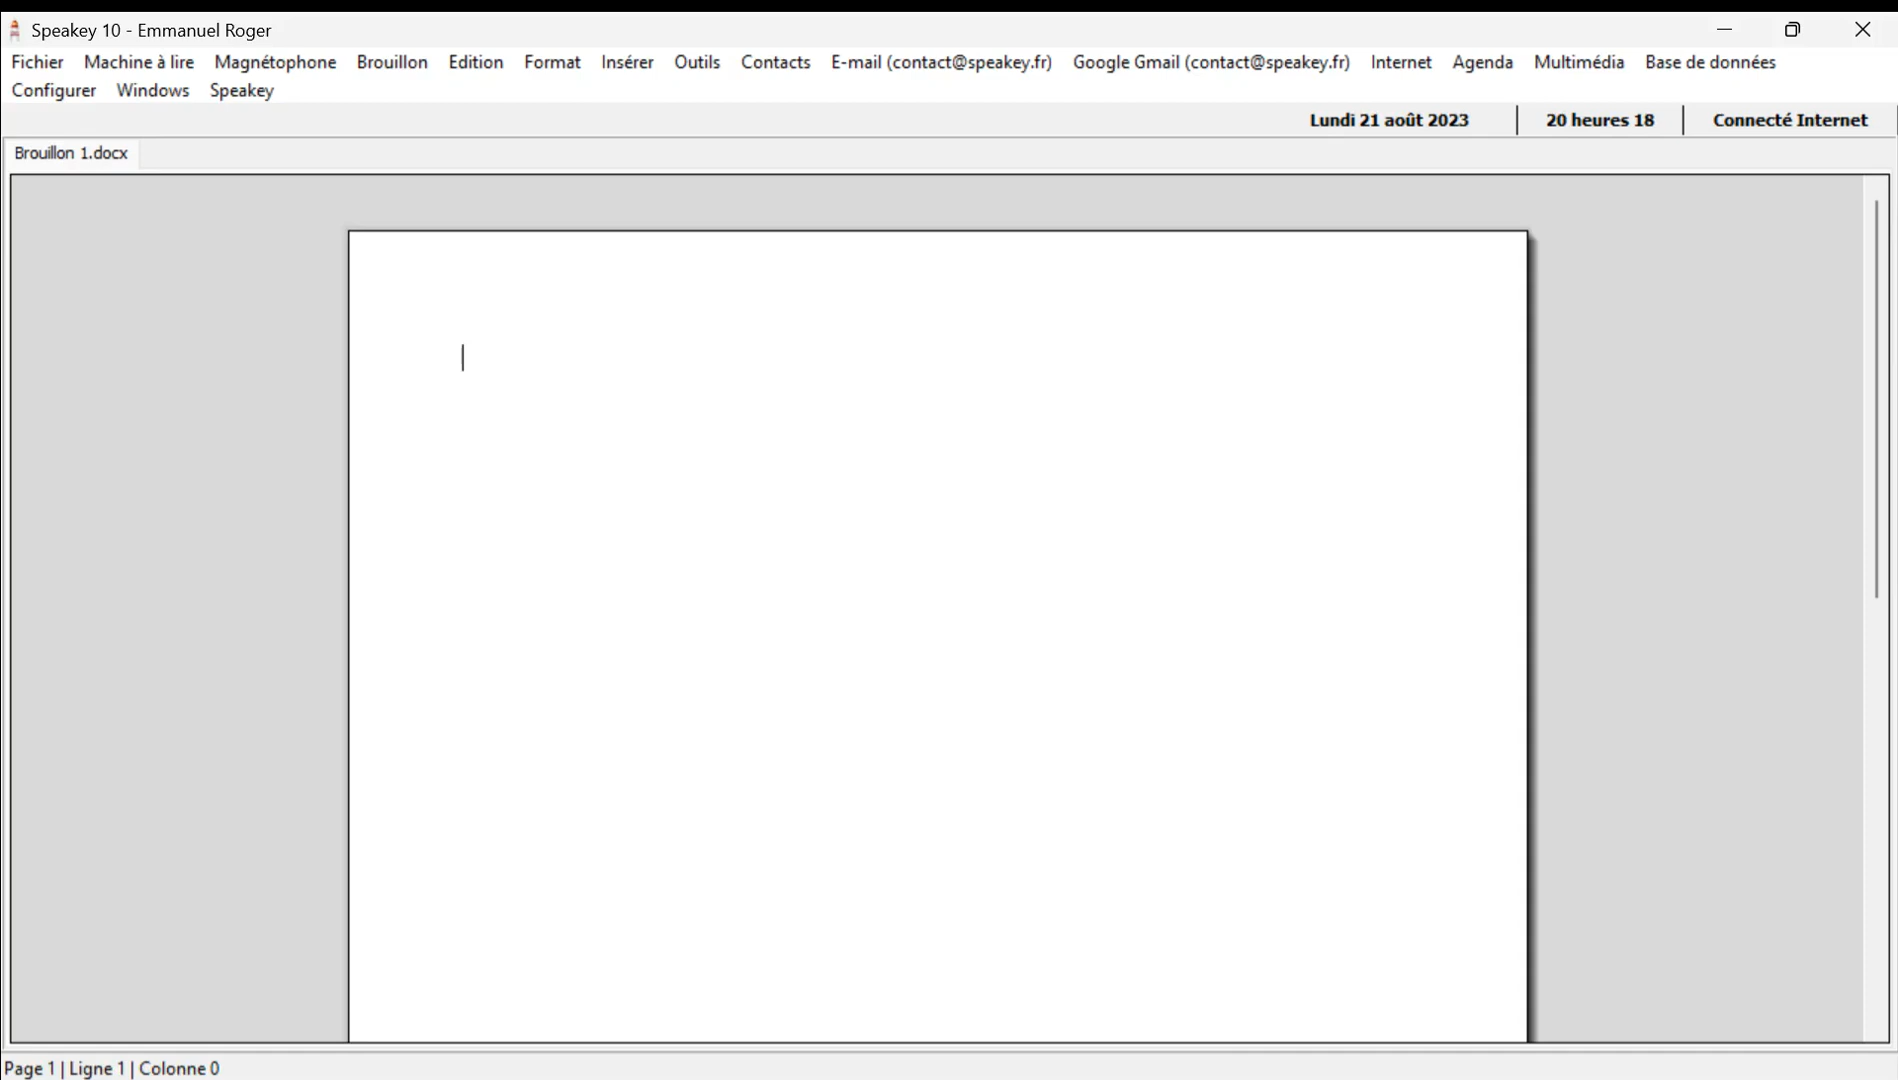 Speakey 10 - Emmanuel Roger
Fichier Machine à lire Magnétophone Brouillon Edition Format Insérer Outils Contacts E-mail (contact@speakey.fr) Google Gmail (contact@speakey.fr) Internet Agenda Multimédia Base de données
Configurer Windows Speakey
Lundi 21 août 2023 20 heures 18 Connecté Internet
Brouillon 1.docx
Page 1 | Ligne 1 | Colonne 0